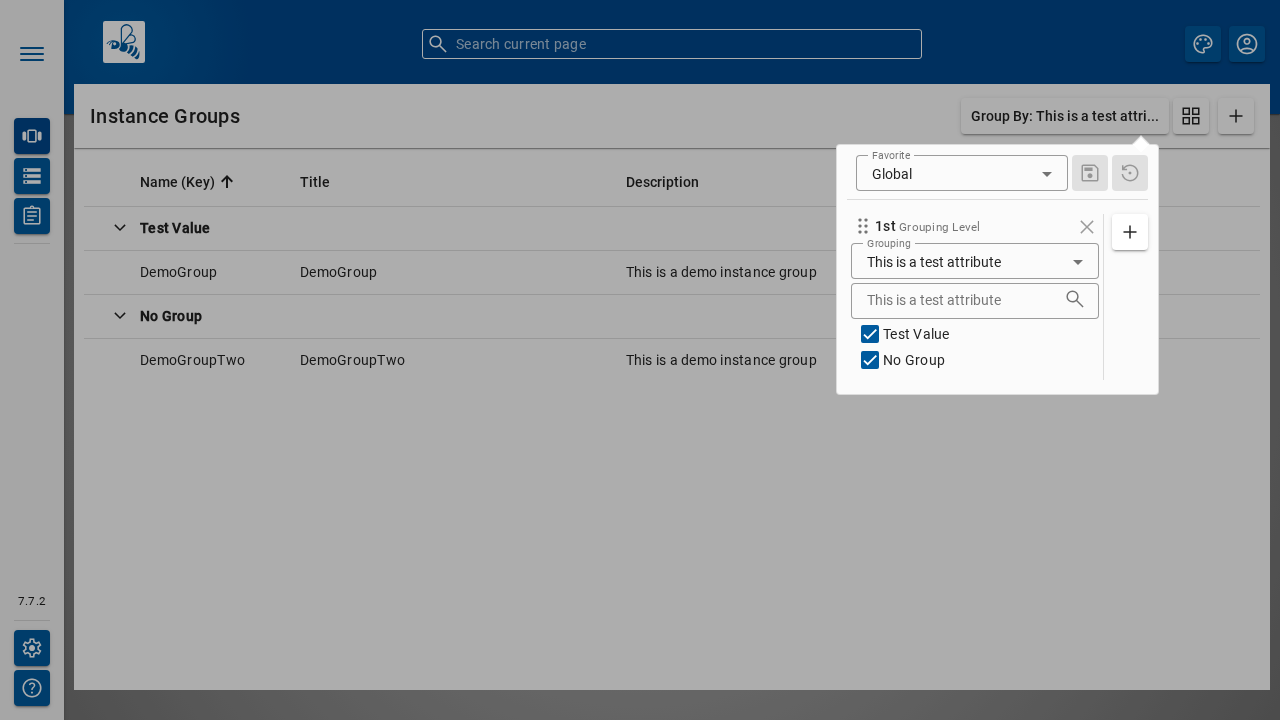 Search current page
Instance Groups
Group By: This is a test attri...
Name (Key)
Title
Description
Test Value
DemoGroup
DemoGroup
This is a demo instance group
No Group
DemoGroupTwo
DemoGroupTwo
This is a demo instance group
Favorite
Global
1st Grouping Level
Grouping
This is a test attribute
This is a test attribute
Test Value
No Group
7.7.2